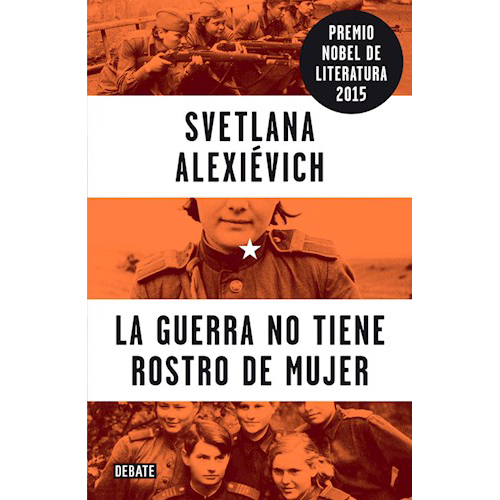 PREMIO
NOBEL DE
LITERATURA
2015
SVETLANA
ALEXIÉVICH
LA GUERRA NO TIENE
ROSTRO DE MUJER
DEBATE